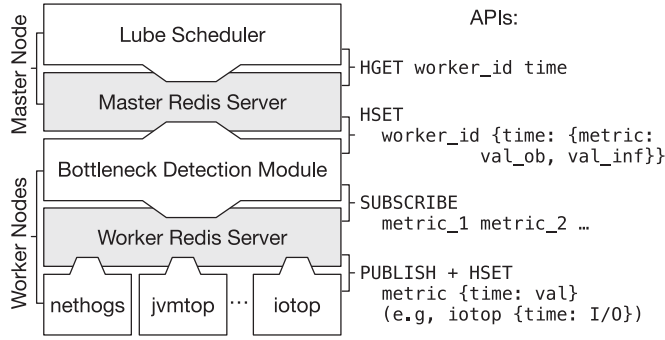 APIs:
Master Node
Lube Scheduler
HGET worker_id time
Master Redis Server
HSET
worker_id {time: {metric:
val_ob, val_inf}}
Worker Nodes
Bottleneck Detection Module
SUBSCRIBE
metric_1 metric_2 …
Worker Redis Server
PUBLISH + HSET
metric {time: val}
(e.g, iotop {time: I/O})
nethogs
jvmtop
...
iotop